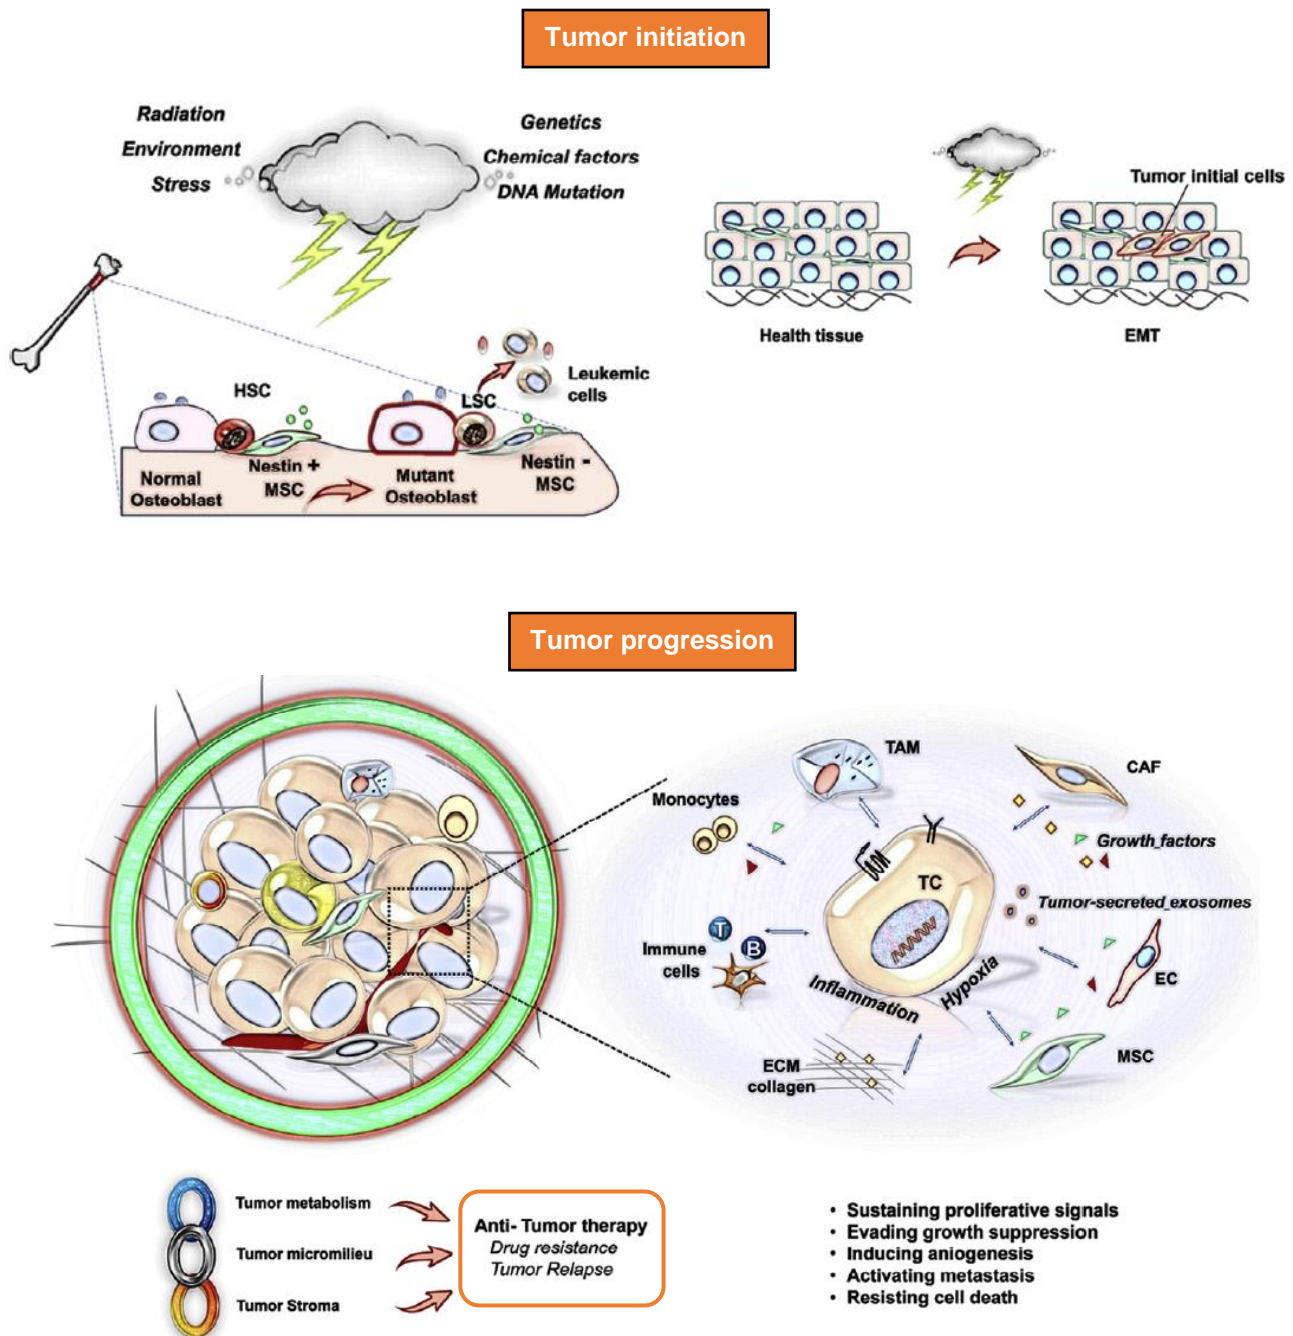 Tumor initiation
Radiation
Environment
Stress
Genetics
Chemical factors
DNA Mutation
Tumor initial cells
Health tissue
EMT
HSC
LSC
Leukemic
cells
Normal
Osteoblast
Nestin +
MSC
Mutant
Osteoblast
Nestin -
MSC
Tumor progression
TAM
CAF
Monocytes
Growth factors
TC
Tumor-secreted exosomes
T
B
Immune
cells
Inflammation
Hypoxia
EC
MSC
ECM
collagen
Tumor metabolism
Tumor micromilieu
Tumor Stroma
Anti- Tumor therapy
Drug resistance
Tumor Relapse
• Sustaining proliferative signals
• Evading growth suppression
• Inducing aniogenesis
• Activating metastasis
• Resisting cell death